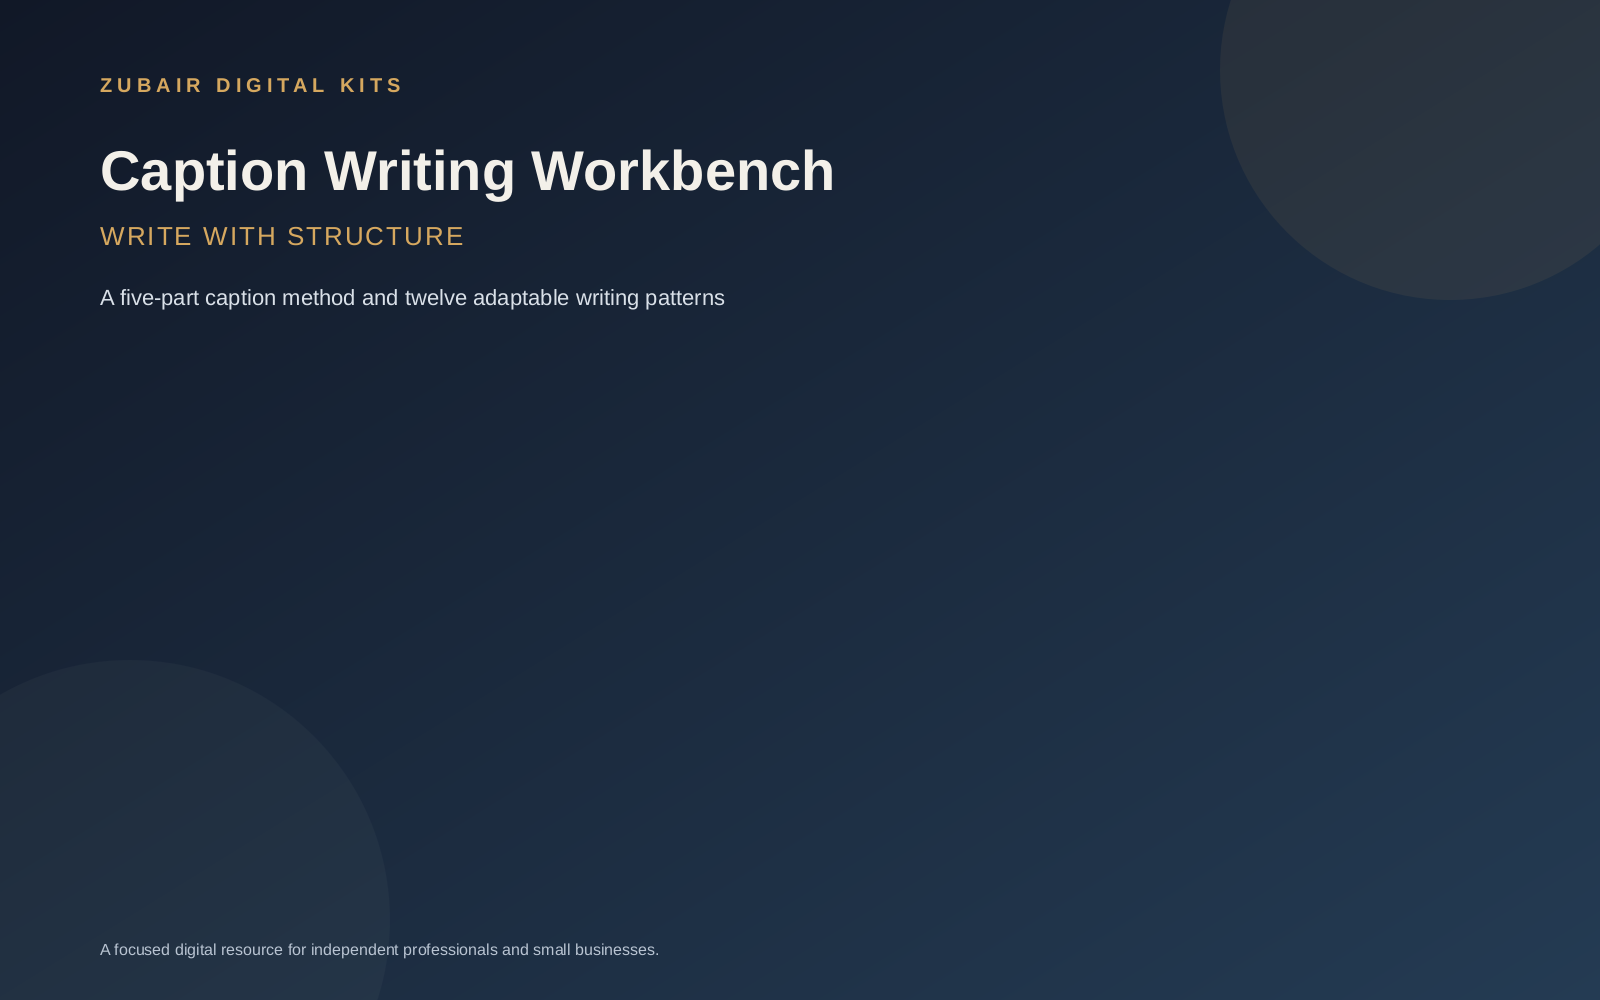 ZUBAIR DIGITAL KITS
Caption Writing Workbench
WRITE WITH STRUCTURE
A five-part caption method and twelve adaptable writing patterns
A focused digital resource for independent professionals and small businesses.